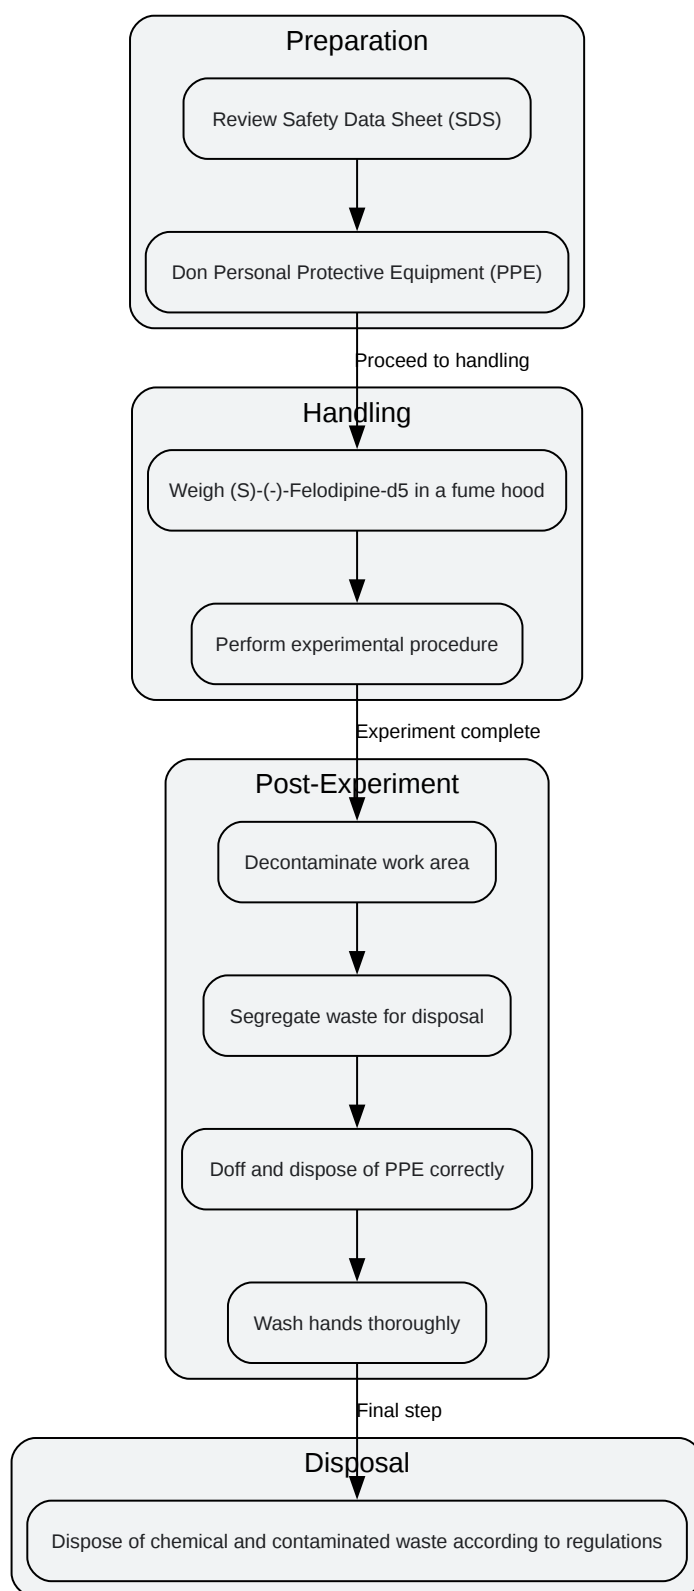 Preparation
Review Safety Data Sheet (SDS)
Don Personal Protective Equipment (PPE)
Proceed to handling
Handling
Weigh (S)-(-)-Felodipine-d5 in a fume hood
Perform experimental procedure
Experiment complete
Post-Experiment
Decontaminate work area
Segregate waste for disposal
Doff and dispose of PPE correctly
Wash hands thoroughly
Final step
Disposal
Dispose of chemical and contaminated waste according to regulations